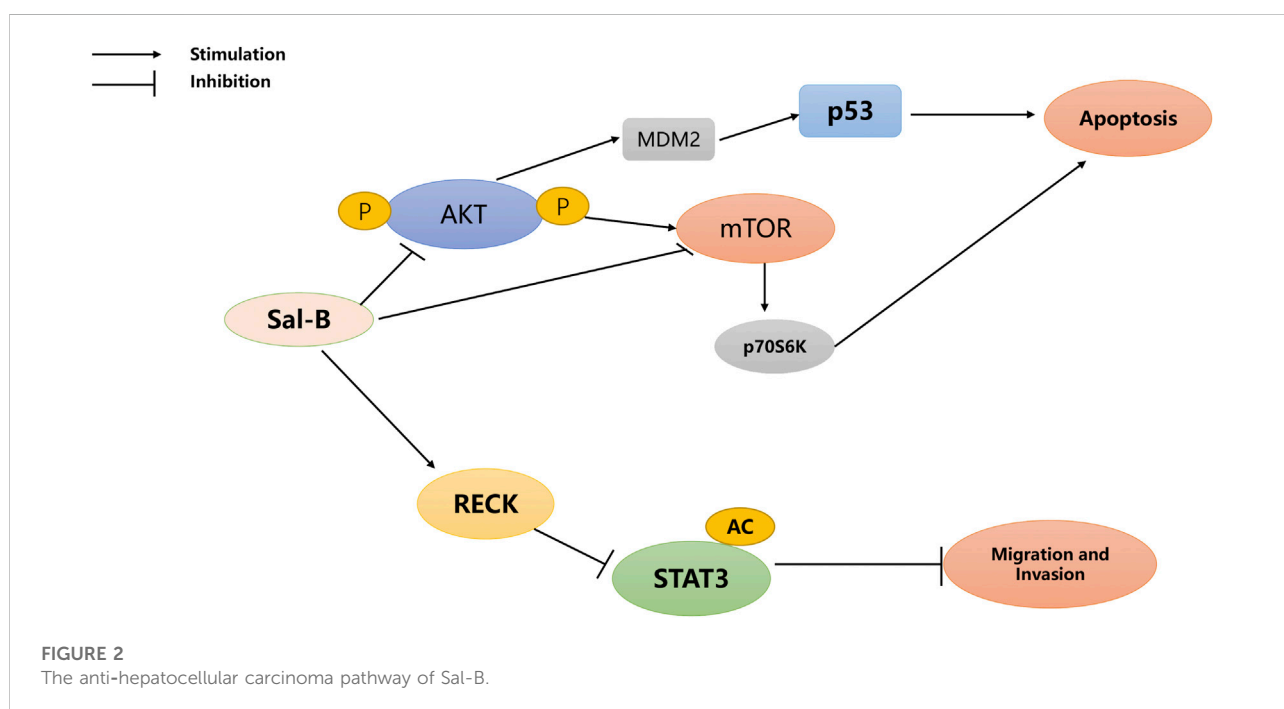 Stimulation
Inhibition
p53
Apoptosis
MDM2
P
AKT
P
mTOR
Sal-B
p70S6K
RECK
AC
STAT3
Migration and
Invasion
FIGURE 2
The anti-hepatocellular carcinoma pathway of Sal-B.